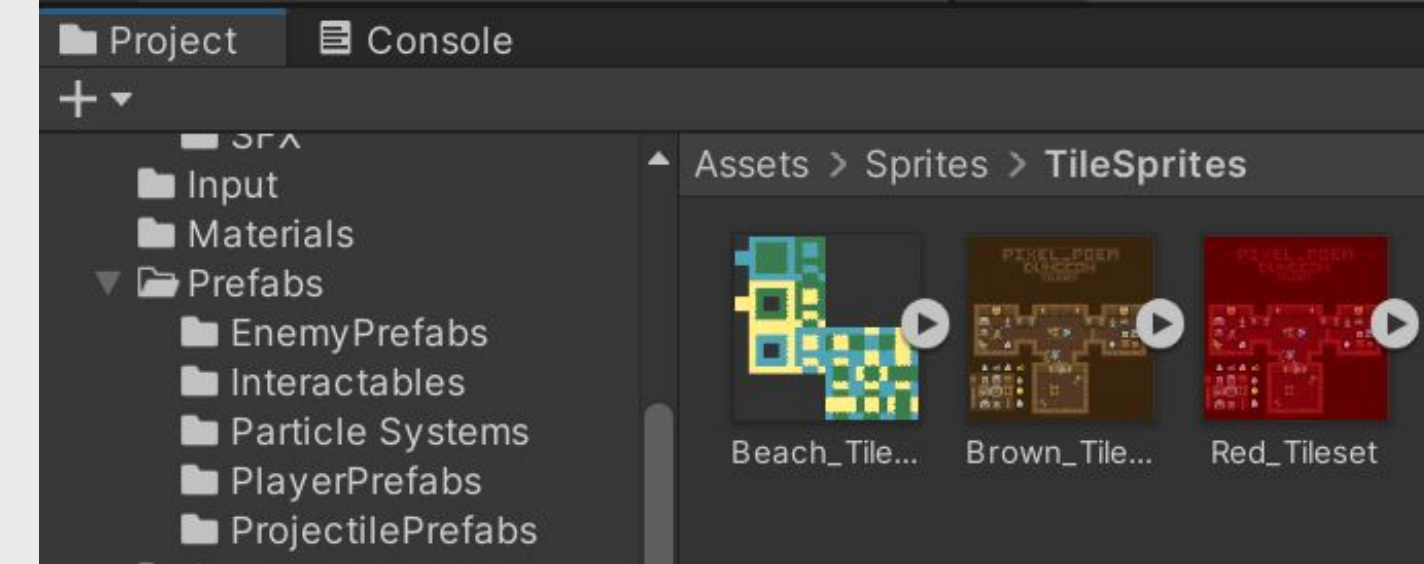 Project
Console
SFX
Input
Materials
Prefabs
EnemyPrefabs
Interactables
Particle Systems
PlayerPrefabs
ProjectilePrefabs
Assets > Sprites > TileSprites
PIXEL_POEM
DUNGEON
PIXEL_POEM
DUNGEON
Beach_Tile...
Brown_Tile...
Red_Tileset